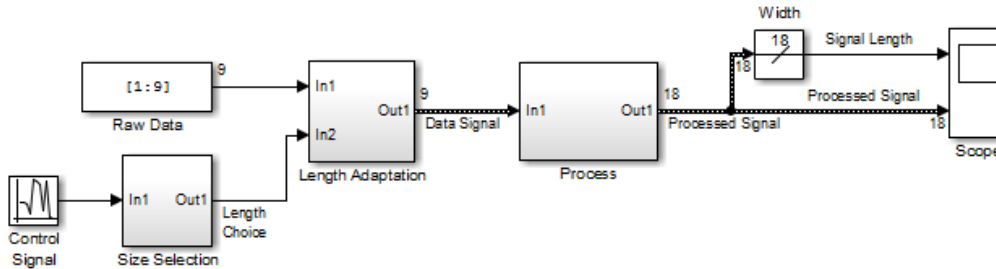 Width
18
Signal Length
18
Processed Signal
18
Scope
9
[1:9]
Raw Data
In1
In2
Out1
9
Data Signal
Length Adaptation
In1
Out1
18
Processed Signal
Process
In1
Out1
Length
Choice
Size Selection
Control
Signal